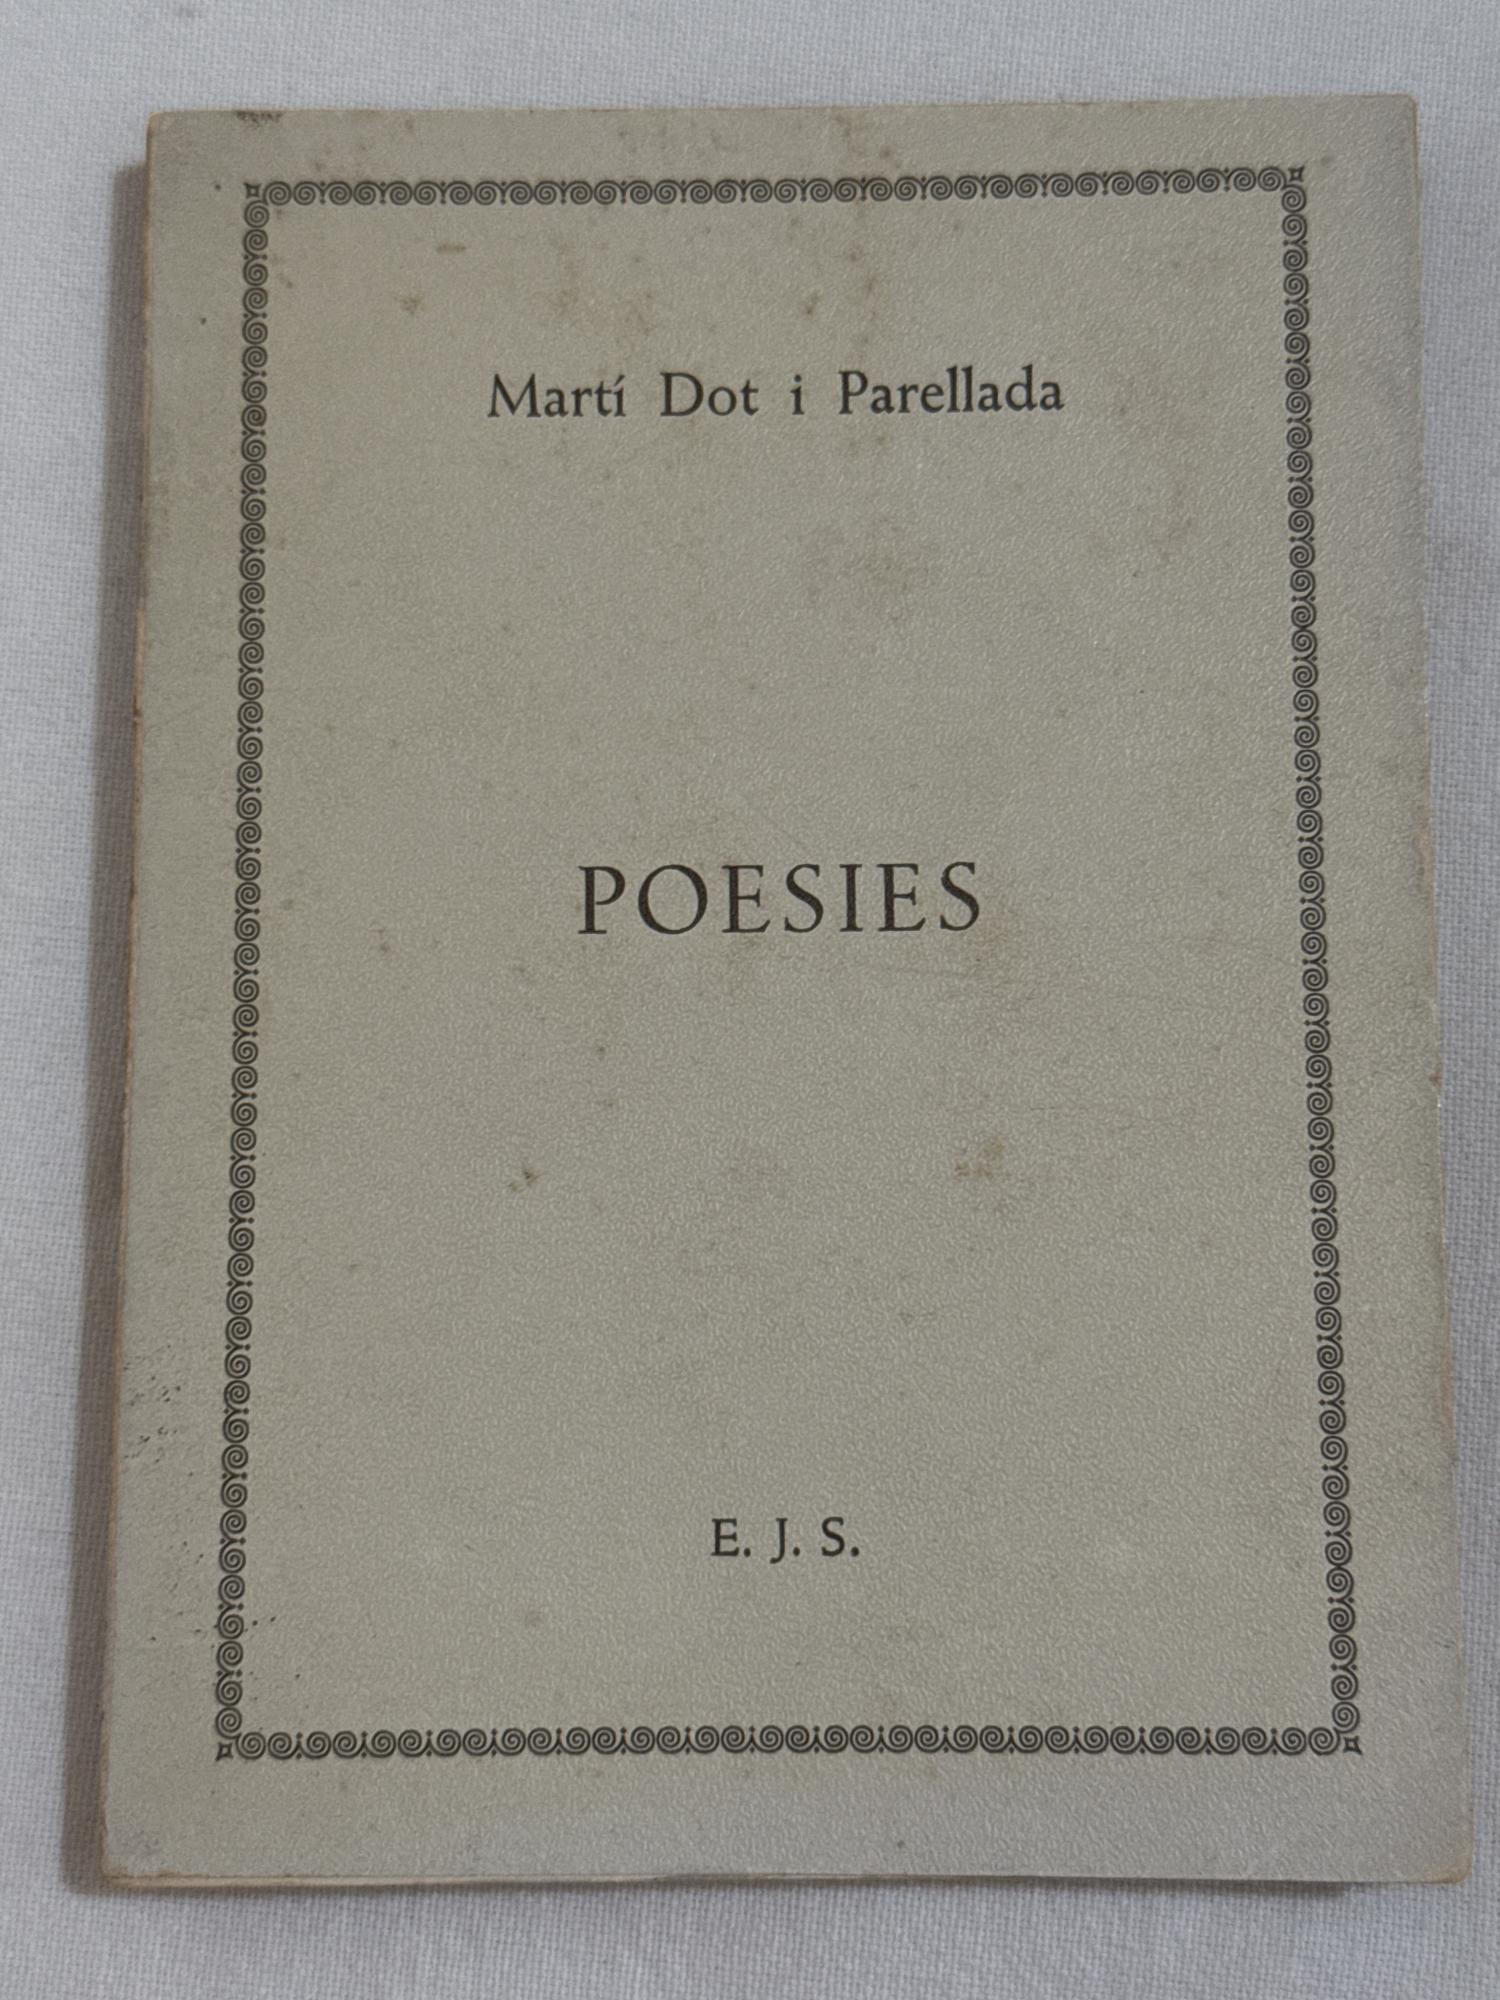 Martí Dot i Parellada
POESIES
E. J. S.